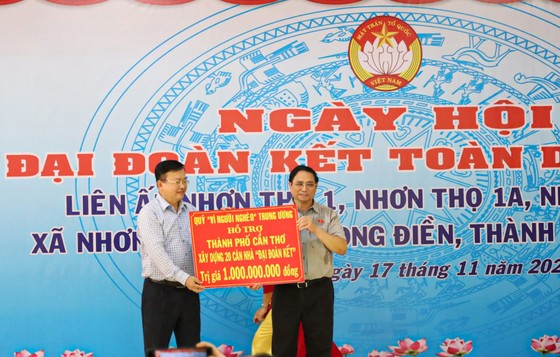 MẶT TRẬN TỔ QUỐC
VIỆT NAM
NGÀY HỘI
ĐẠI ĐOÀN KẾT TOÀN D
LIÊN ẤP NHƠN THỌ 1, NHƠN THỌ 1A, N
XÃ NHƠN ONG ĐIỀN, THÀNH
gày 17 tháng 11 năm 202
QUỸ "VÌ NGƯỜI NGHÈO" TRUNG ƯƠNG
HỖ TRỢ
THÀNH PHỐ CẦN THƠ
XÂY DỰNG 20 CĂN NHÀ "ĐẠI ĐOÀN KẾT"
Trị giá 1.000.000.000 đồng